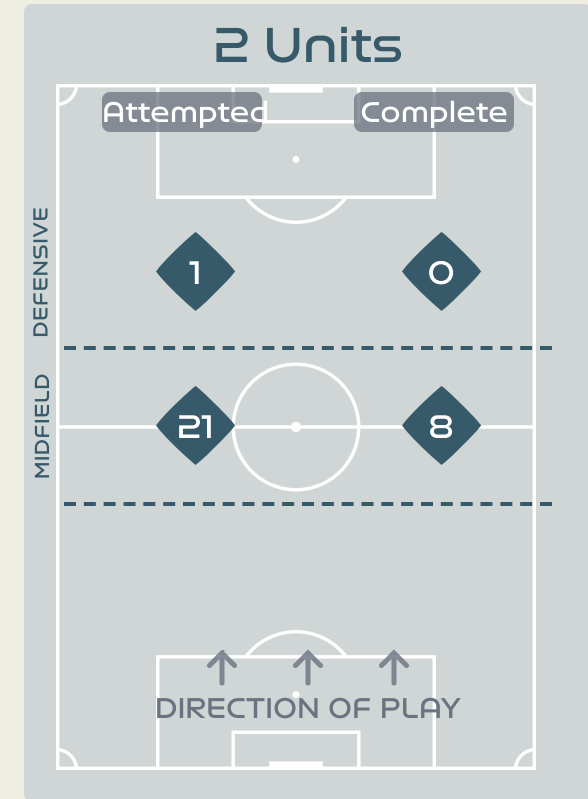 2 Units
Attempted
Complete
DEFENSIVE
1
0
MIDFIELD
21
8
DIRECTION OF PLAY